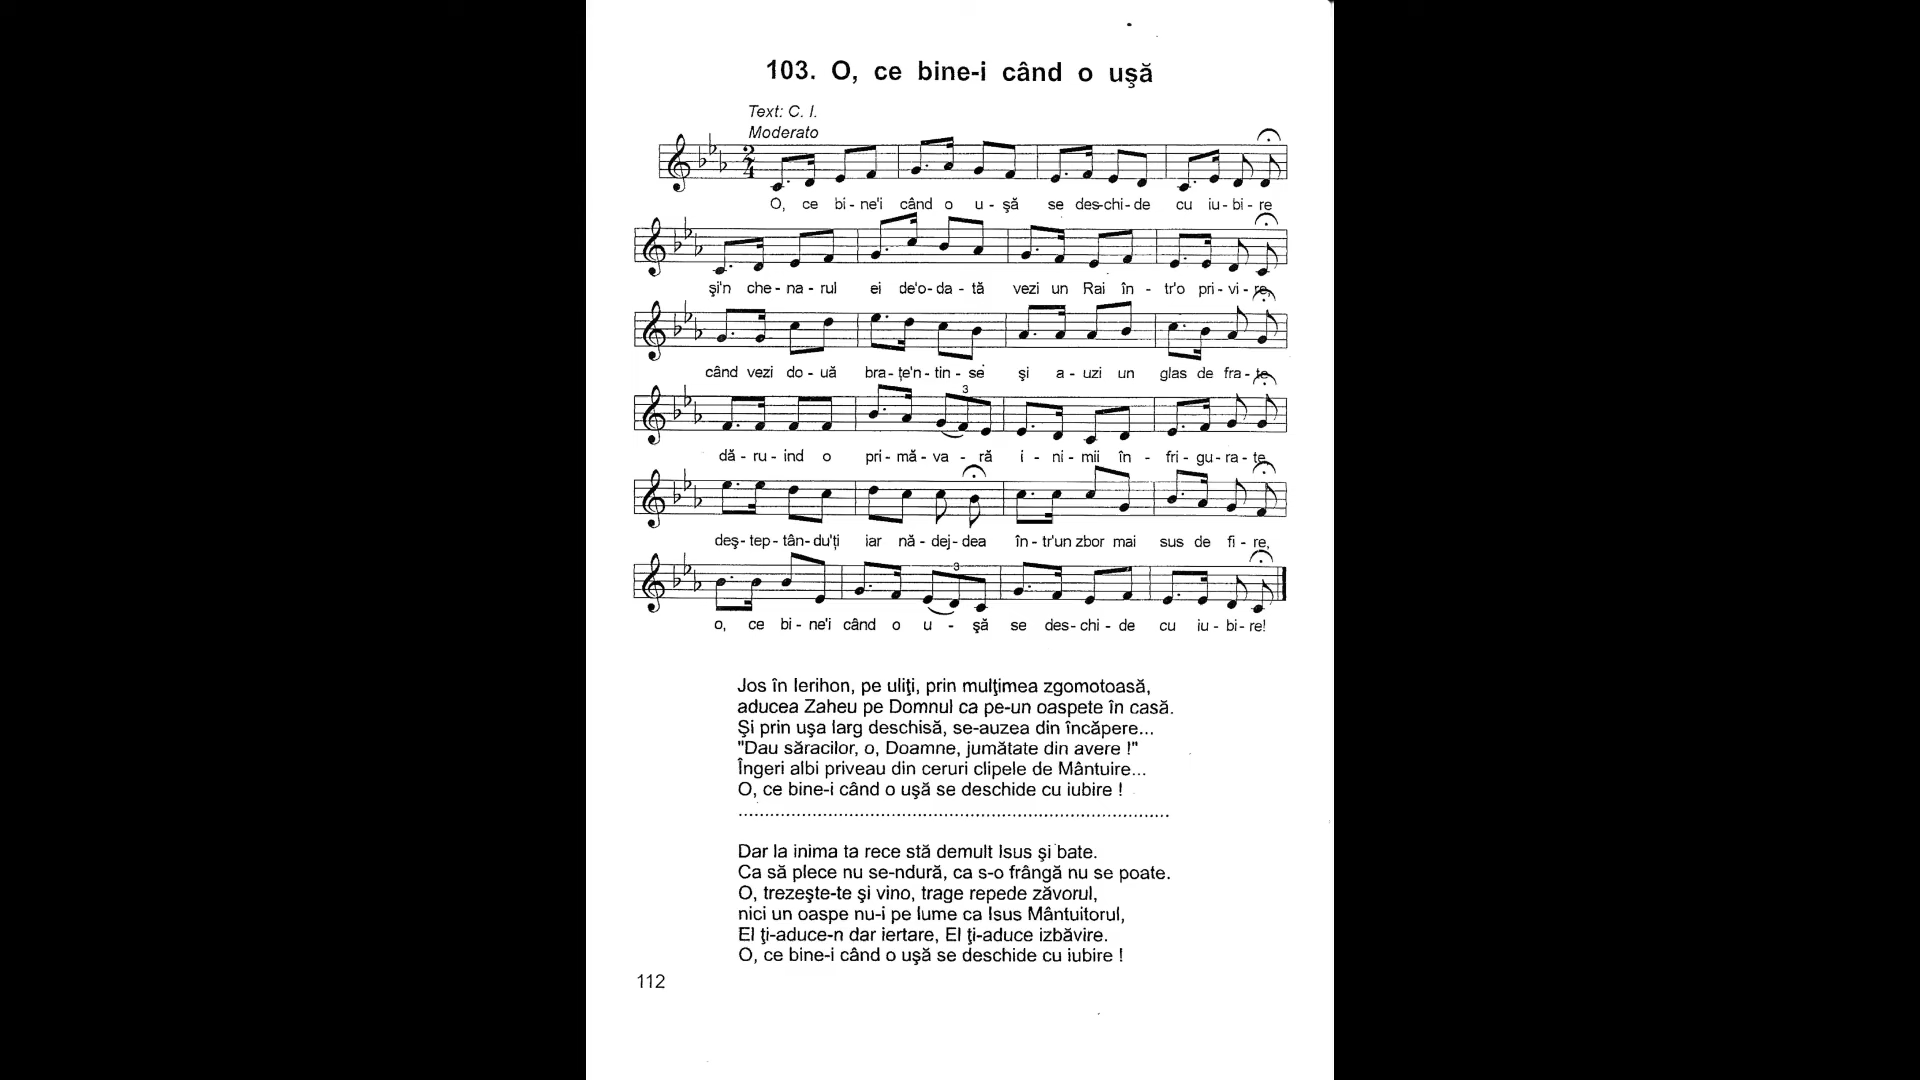 103. O, ce bine-i când o uşă
Text: C. I.
Moderato
2
4
O, ce bi - ne'i când o u - şă se des-chi-de cu iu - bi - re
şi'n che - na - rul ei de'o-da - tă vezi un Rai în - tr'o pri - vi - re,
când vezi do - uă bra - ţe'n - tin - se şi a - uzi un glas de fra - te
3
dă - ru - ind o pri - mă - va - ră i - ni - mii în - fri - gu - ra - te,
deş - tep - tân - du'ţi iar nă - dej - dea în - tr'un zbor mai sus de fi - re,
3
o, ce bi - ne'i când o u - şă se des - chi - de cu iu - bi - re!
Jos în Ierihon, pe uliţi, prin mulţimea zgomotoasă,
aducea Zaheu pe Domnul ca pe-un oaspete în casă.
Şi prin uşa larg deschisă, se-auzea din încăpere...
"Dau săracilor, o, Doamne, jumătate din avere !"
Îngeri albi priveau din ceruri clipele de Mântuire...
O, ce bine-i când o uşă se deschide cu iubire !
Dar la inima ta rece stă demult Isus şi bate.
Ca să plece nu se-ndură, ca s-o frângă nu se poate.
O, trezeşte-te şi vino, trage repede zăvorul,
nici un oaspe nu-i pe lume ca Isus Mântuitorul,
El ţi-aduce-n dar iertare, El ţi-aduce izbăvire.
O, ce bine-i când o uşă se deschide cu iubire !
112